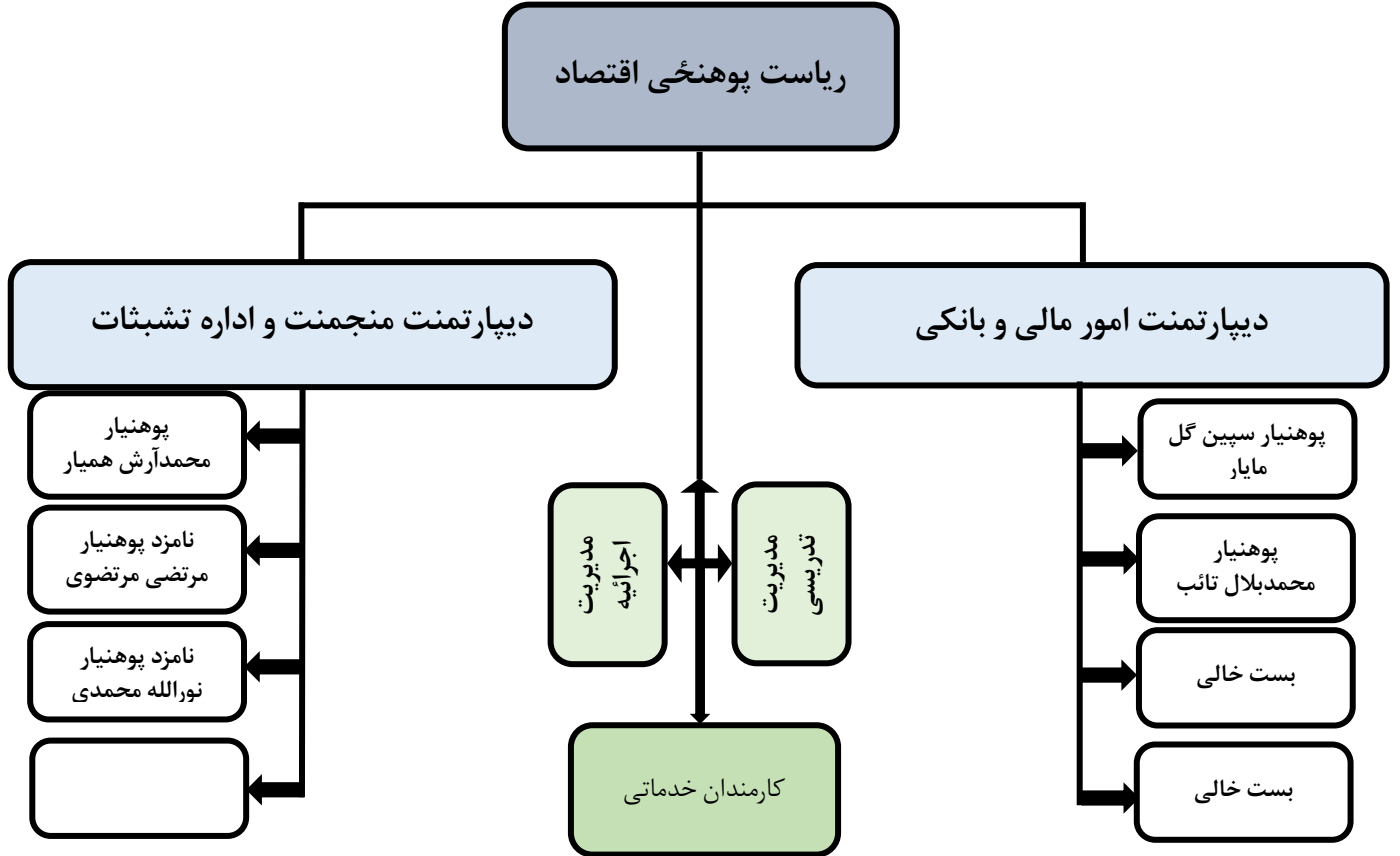 ریاست پوهنځی اقتصاد
دیپارتمنت امور مالی و بانکی
دیپارتمنت منجمنت و اداره تشبثات
پوهنیار سپین گل
مایار
پوهنیار
محمدبلال تائب
بست خالی
بست خالی
مدیریت
تدریسی
مدیریت
اجرائیه
کارمندان خدماتی
پوهنیار
محمدآرش همیار
نامزد پوهنیار
مرتضی مرتضوی
نامزد پوهنیار
نورالله محمدی